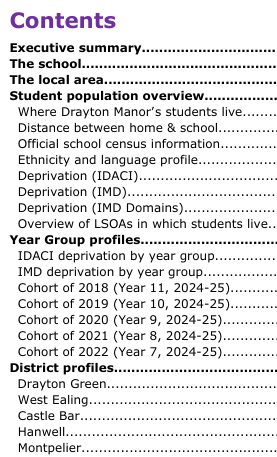 Contents
Executive summary
The school
The local area
Student population overview
Where Drayton Manor’s students live
Distance between home & school
Official school census information
Ethnicity and language profile
Deprivation (IDACI)
Deprivation (IMD)
Deprivation (IMD Domains)
Overview of LSOAs in which students live
Year Group profiles
IDACI deprivation by year group
IMD deprivation by year group
Cohort of 2018 (Year 11, 2024-25)
Cohort of 2019 (Year 10, 2024-25)
Cohort of 2020 (Year 9, 2024-25)
Cohort of 2021 (Year 8, 2024-25)
Cohort of 2022 (Year 7, 2024-25)
District profiles
Drayton Green
West Ealing
Castle Bar
Hanwell
Montpelier